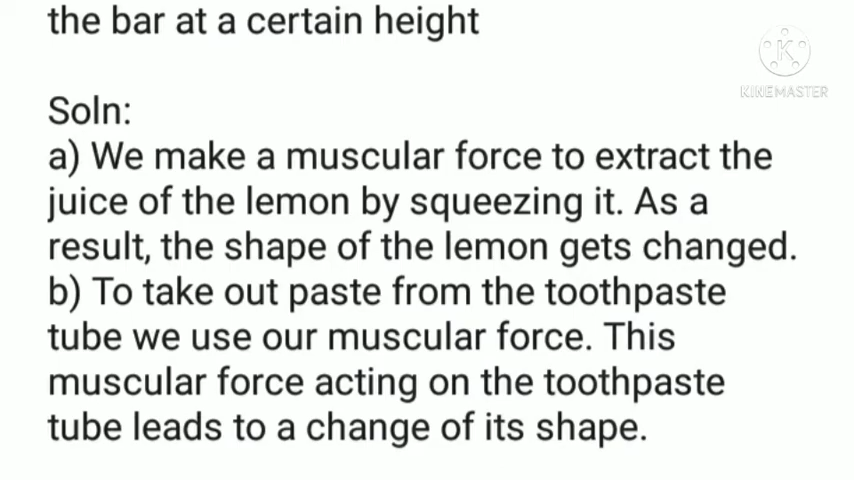 the bar at a certain height
K
KINEMASTER
Soln:
a) We make a muscular force to extract the
juice of the lemon by squeezing it. As a
result, the shape of the lemon gets changed.
b) To take out paste from the toothpaste
tube we use our muscular force. This
muscular force acting on the toothpaste
tube leads to a change of its shape.